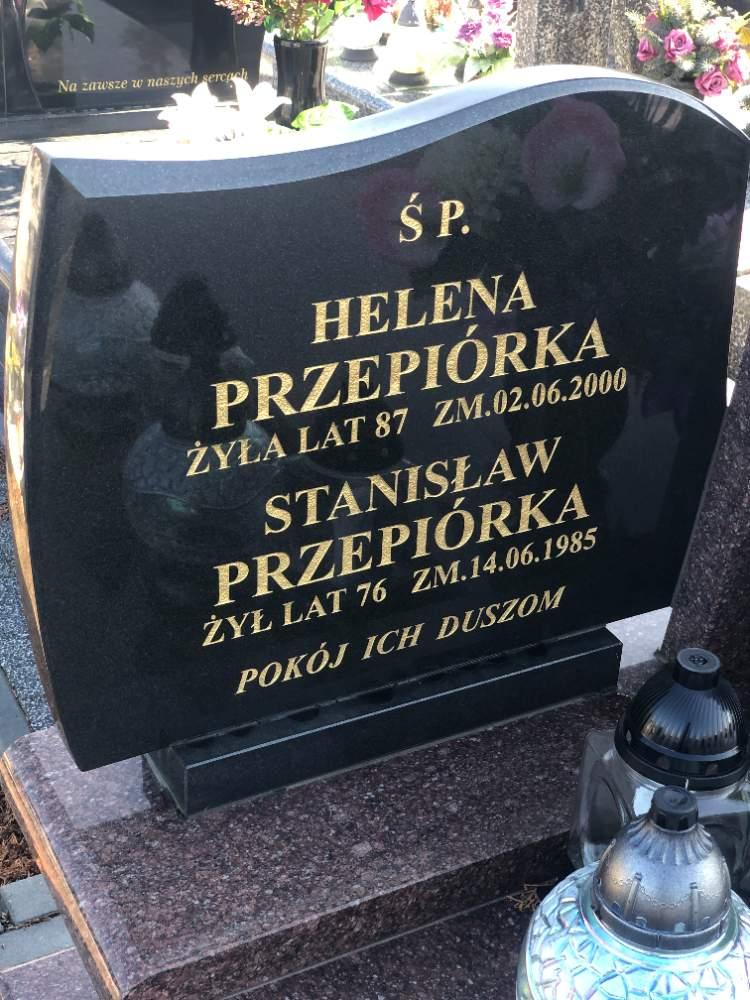 Na zawsze w naszych sercach
Ś P.
HELENA
PRZEPIÓRKA
ŻYŁA LAT 87 ZM.02.06.2000
STANISŁAW
PRZEPIÓRKA
ŻYŁ LAT 76 ZM.14.06.1985
POKÓJ ICH DUSZOM